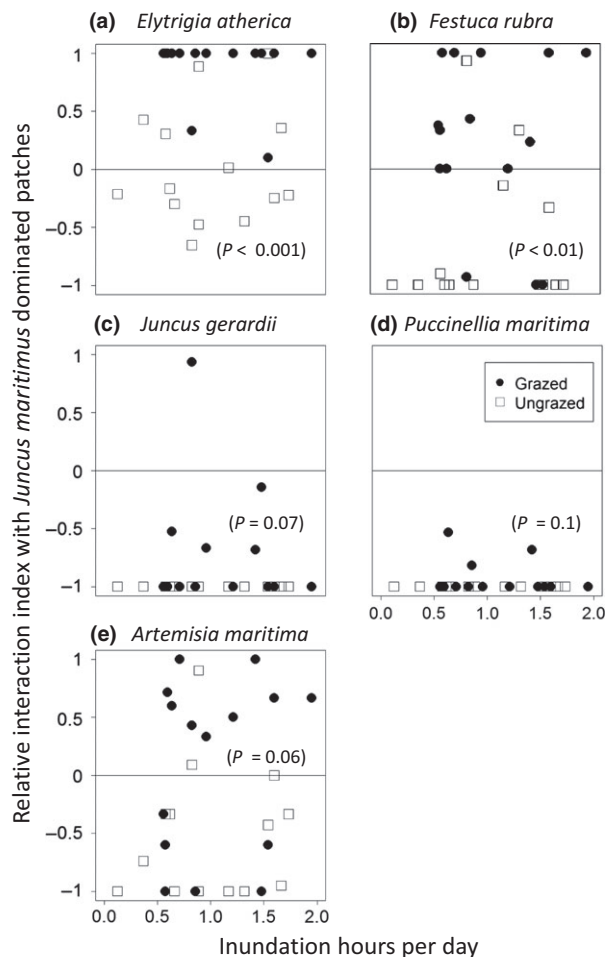 (a) Elytrigia atherica
(b) Festuca rubra
1
0.5
0
–0.5
–1
(P < 0.001)
(P < 0.01)
(c) Juncus gerardii
(d) Puccinellia maritima
1
0.5
0
–0.5
–1
(P = 0.07)
Grazed
Ungrazed
(P = 0.1)
0.0 0.5 1.0 1.5 2.0
(e) Artemisia maritima
1
0.5
0
–0.5
–1
(P = 0.06)
0.0 0.5 1.0 1.5 2.0
Inundation hours per day
Relative interaction index with Juncus maritimus dominated patches